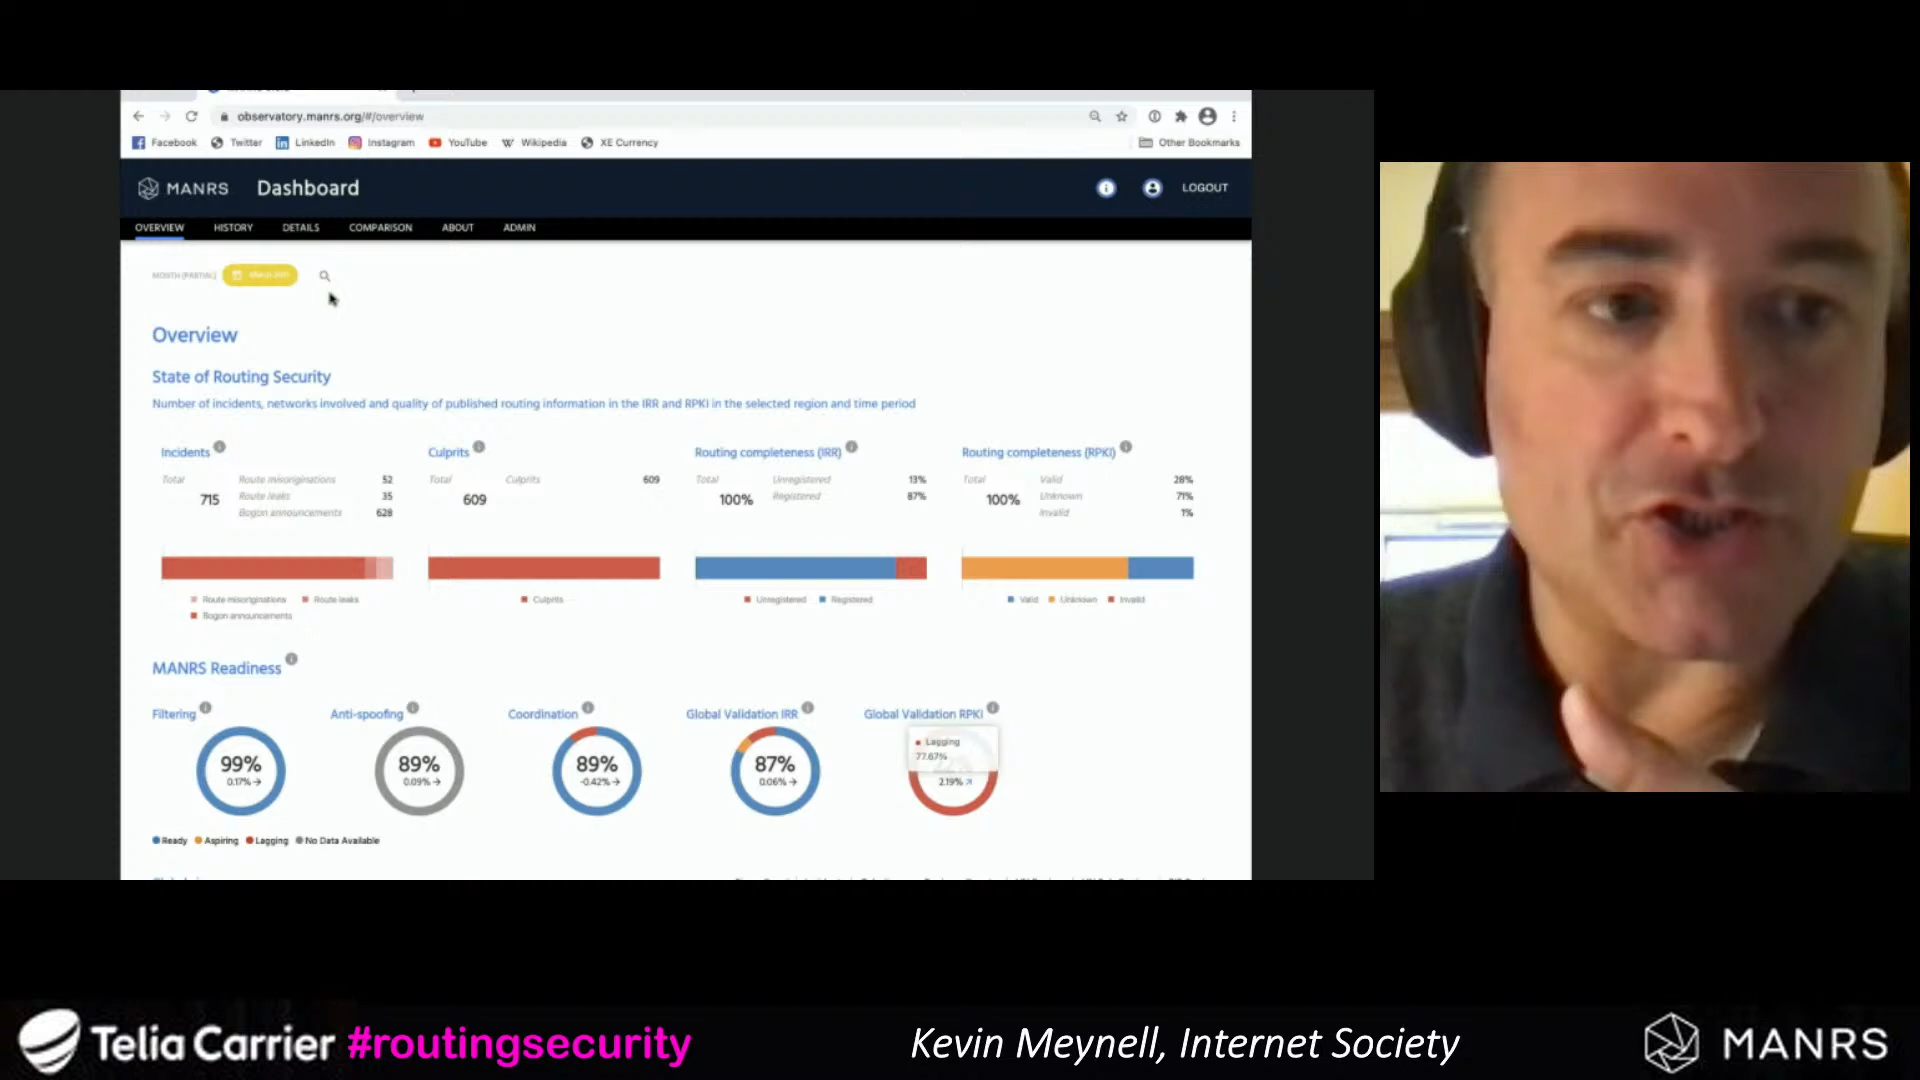 observatory.manrs.org/#/overview
Facebook Twitter LinkedIn Instagram YouTube Wikipedia XE Currency Other Bookmarks
MANRS Dashboard LOGOUT
OVERVIEW HISTORY DETAILS COMPARISON ABOUT ADMIN
MONTH (PARTIAL)
Overview
State of Routing Security
Number of incidents, networks involved and quality of published routing information in the IRR and RPKI in the selected region and time period
Incidents
Total 715
Route misoriginations 52
Route leaks 35
Bogon announcements 628
Route misoriginations Route leaks
Bogon announcements
Culprits
Total 609
Culprits 609
Culprits
Routing completeness (IRR)
Total 100%
Unregistered 13%
Registered 87%
Unregistered Registered
Routing completeness (RPKI)
Total 100%
Valid 28%
Unknown 71%
Invalid 1%
Valid Unknown Invalid
MANRS Readiness
Filtering
99%
0.17% →
Anti-spoofing
89%
0.09% →
Coordination
89%
-0.42% →
Global Validation IRR
87%
0.06% →
Global Validation RPKI
Lagging
77.67%
2.19%
Ready Aspiring Lagging No Data Available
Telia Carrier #routingsecurity
Kevin Meynell, Internet Society
MANRS